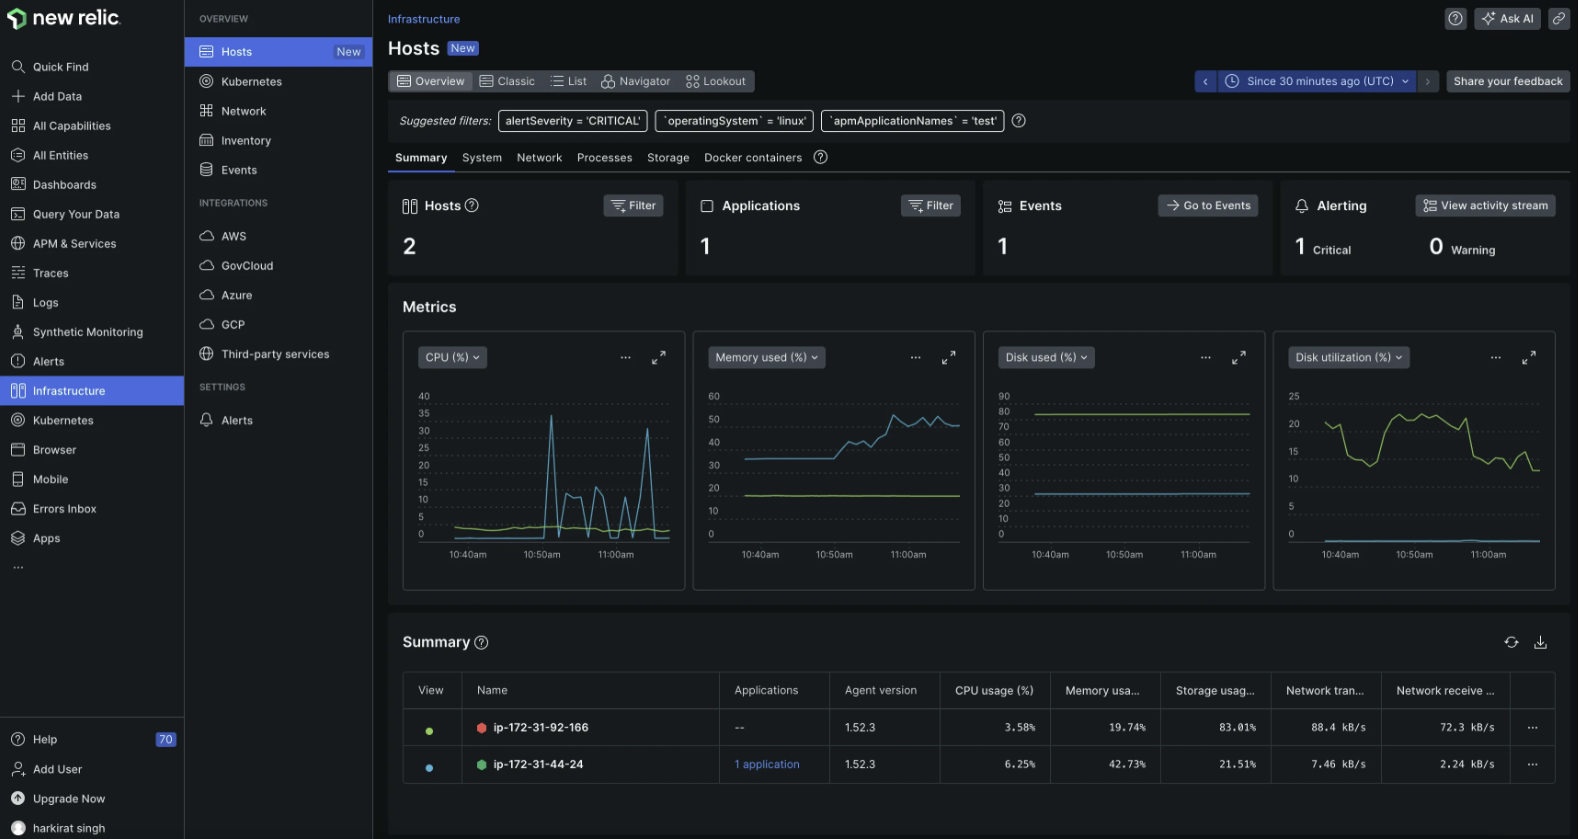 new relic.
Quick Find
Add Data
All Capabilities
All Entities
Dashboards
Query Your Data
APM & Services
Traces
Logs
Synthetic Monitoring
Alerts
Infrastructure
Kubernetes
Browser
Mobile
Errors Inbox
Apps
...
Help 70
Add User
Upgrade Now
harkirat singh
OVERVIEW
Hosts New
Kubernetes
Network
Inventory
Events
INTEGRATIONS
AWS
GovCloud
Azure
GCP
Third-party services
SETTINGS
Alerts
Infrastructure
Ask AI
Hosts New
Overview Classic List Navigator Lookout
Since 30 minutes ago (UTC) Share your feedback
Suggested filters: alertSeverity = 'CRITICAL' `operatingSystem` = 'linux' `apmApplicationNames` = 'test'
Summary System Network Processes Storage Docker containers
Hosts Filter
2
Applications Filter
1
Events Go to Events
1
Alerting View activity stream
1 Critical 0 Warning
Metrics
CPU (%) ...
40
35
30
25
20
15
10
5
0
10:40am 10:50am 11:00am
Memory used (%) ...
60
50
40
30
20
10
0
10:40am 10:50am 11:00am
Disk used (%) ...
90
80
70
60
50
40
30
20
10
0
10:40am 10:50am 11:00am
Disk utilization (%) ...
25
20
15
10
5
0
10:40am 10:50am 11:00am
Summary
View Name Applications Agent version CPU usage (%) Memory usa... Storage usag... Network tran... Network receive ...
ip-172-31-92-166 -- 1.52.3 3.58% 19.74% 83.01% 88.4 kB/s 72.3 kB/s ...
ip-172-31-44-24 1 application 1.52.3 6.25% 42.73% 21.51% 7.46 kB/s 2.24 kB/s ...